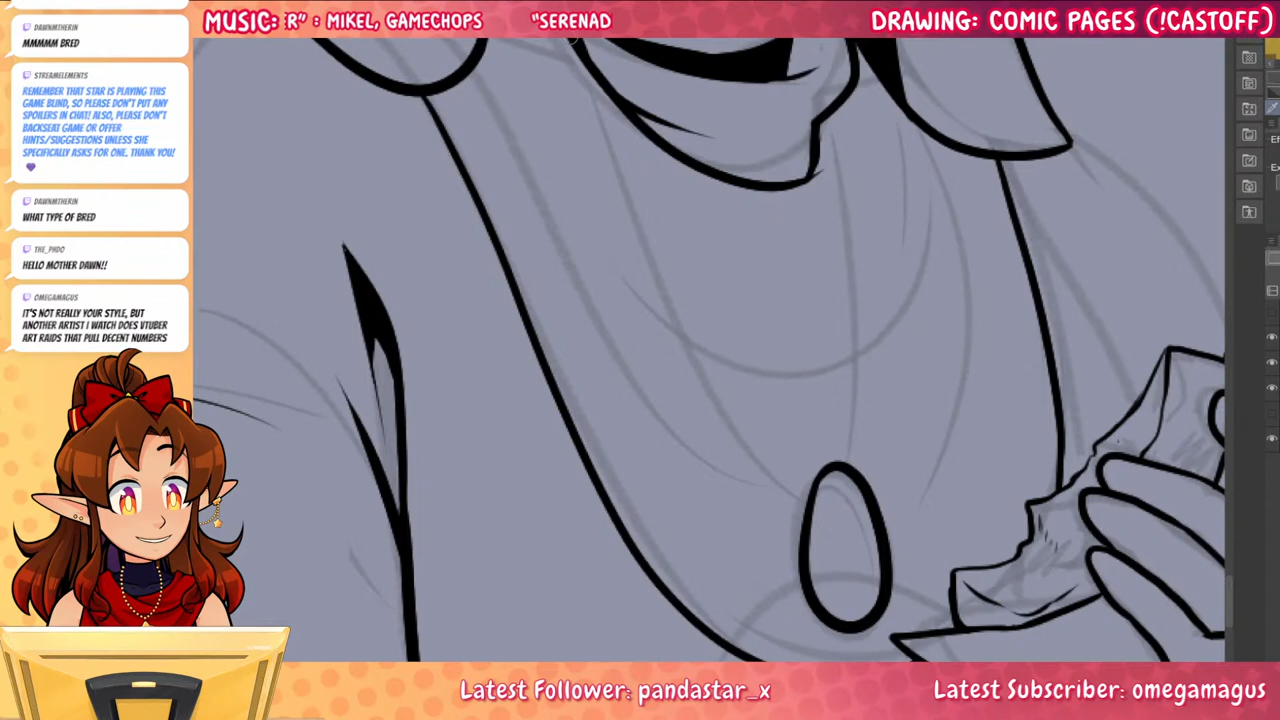 MUSIC: R" : MIKEL, GAMECHOPS "SERENAD
DRAWING: COMIC PAGES (!CASTOFF)
DAWNMTHERIN
MMMMM BRED
STREAMELEMENTS
REMEMBER THAT STAR IS PLAYING THIS
GAME BLIND, SO PLEASE DON'T PUT ANY
SPOILERS IN CHAT! ALSO, PLEASE DON'T
BACKSEAT GAME OR OFFER
HINTS/SUGGESTIONS UNLESS SHE
SPECIFICALLY ASKS FOR ONE. THANK YOU!
DAWNMTHERIN
WHAT TYPE OF BRED
THE_PHDO
HELLO MOTHER DAWN!!
OMEGAMAGUS
IT'S NOT REALLY YOUR STYLE, BUT
ANOTHER ARTIST I WATCH DOES VTUBER
ART RAIDS THAT PULL DECENT NUMBERS
Latest Follower: pandastar_x
Latest Subscriber: omegamagus